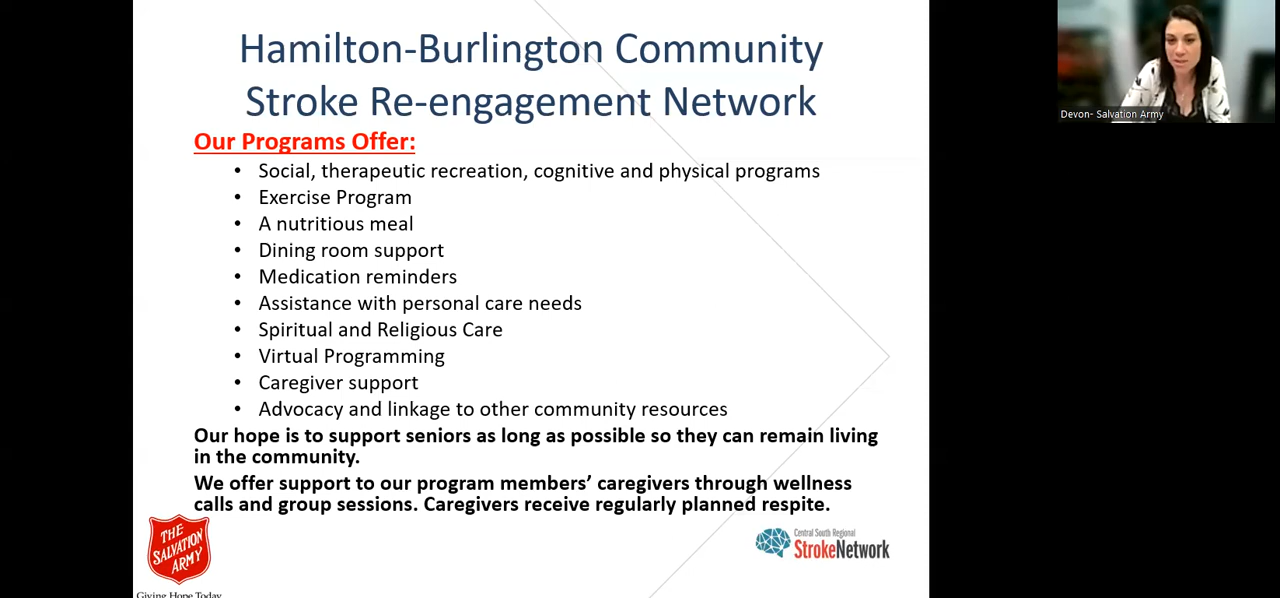 Hamilton-Burlington Community
Stroke Re-engagement Network
Our Programs Offer:
• Social, therapeutic recreation, cognitive and physical programs
• Exercise Program
• A nutritious meal
• Dining room support
• Medication reminders
• Assistance with personal care needs
• Spiritual and Religious Care
• Virtual Programming
• Caregiver support
• Advocacy and linkage to other community resources
Our hope is to support seniors as long as possible so they can remain living
in the community.
We offer support to our program members’ caregivers through wellness
calls and group sessions. Caregivers receive regularly planned respite.
THE
SALVATION
ARMY
Giving Hope Today
Central South Regional
StrokeNetwork
Devon- Salvation Army